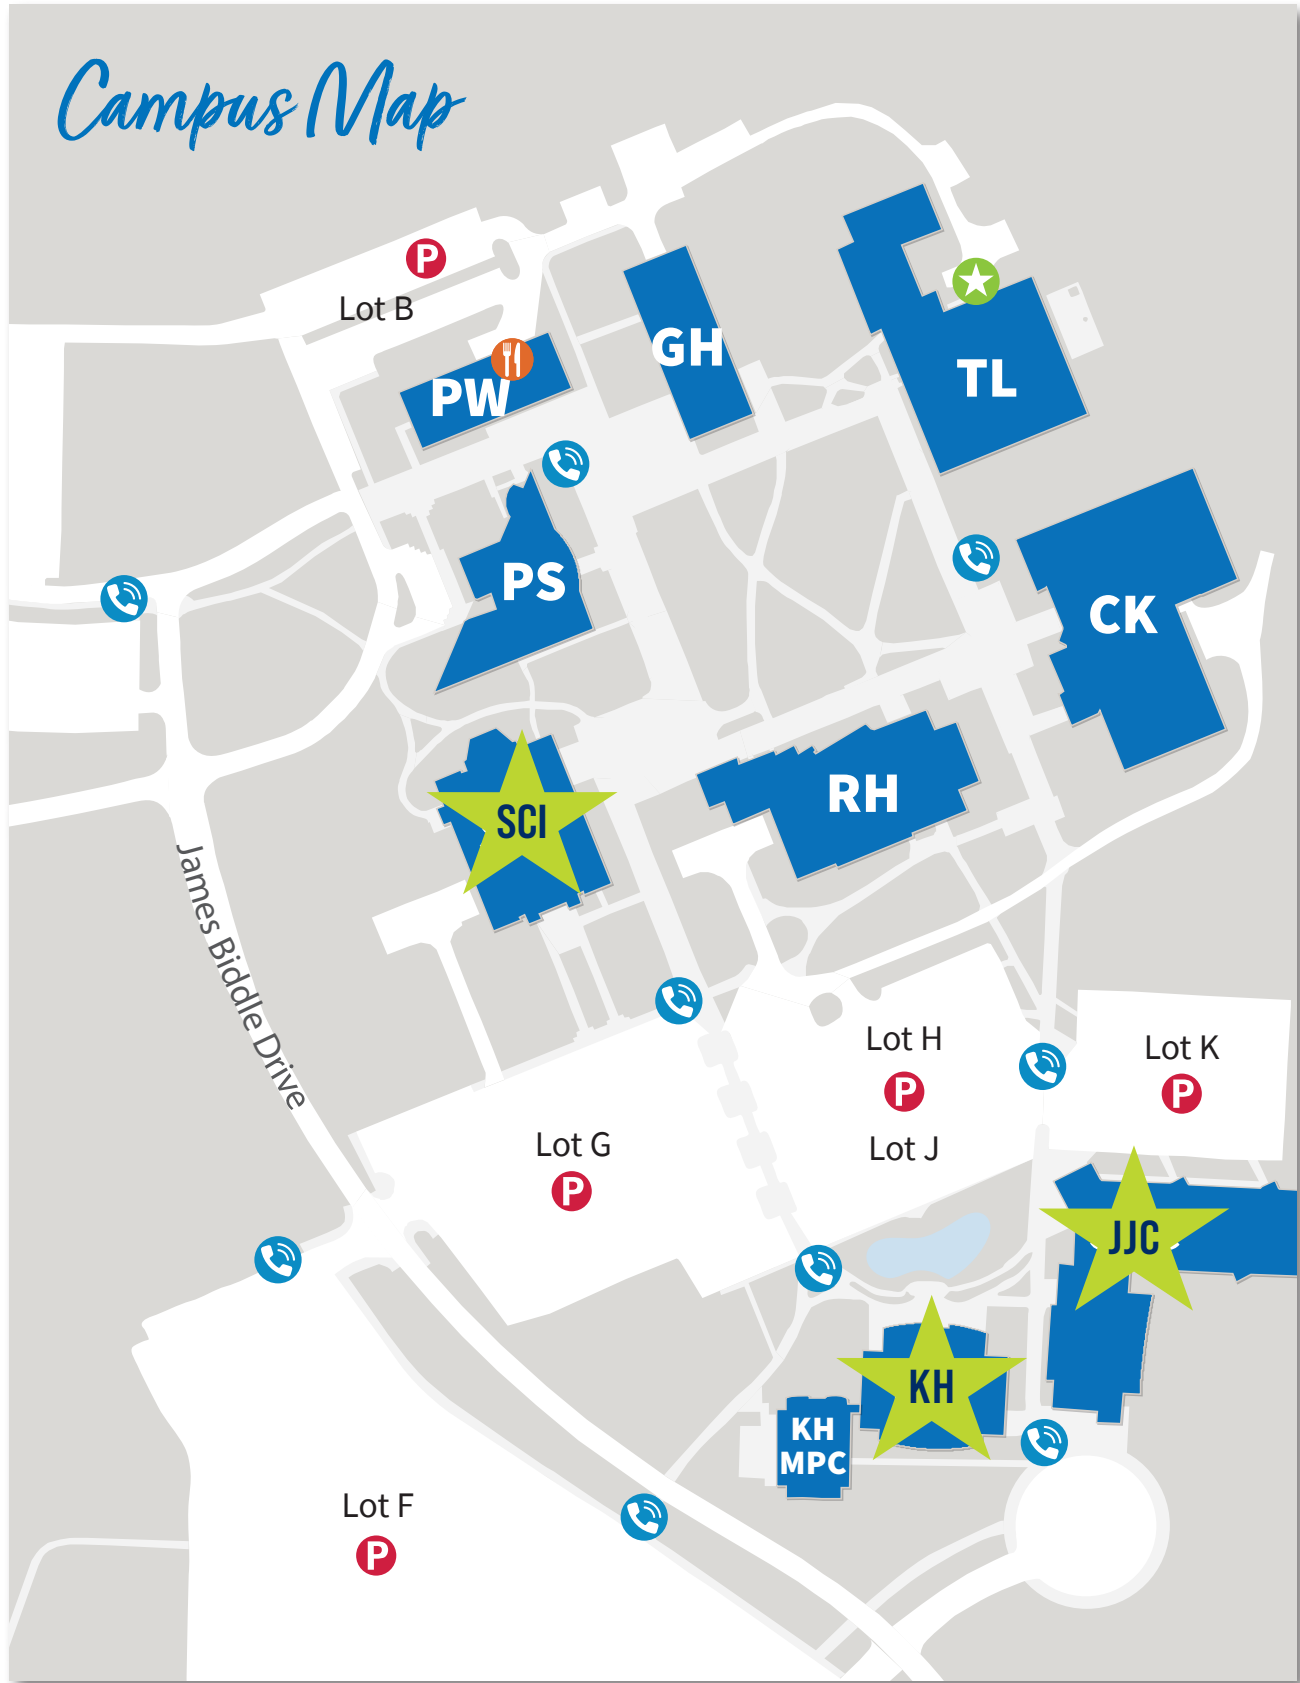 Campus Map
P
Lot B
GH
TL
PW
PS
CK
RH
SCI
James Biddle Drive
Lot H
P
Lot J
Lot K
P
Lot G
P
JJC
KH
KH
MPC
Lot F
P